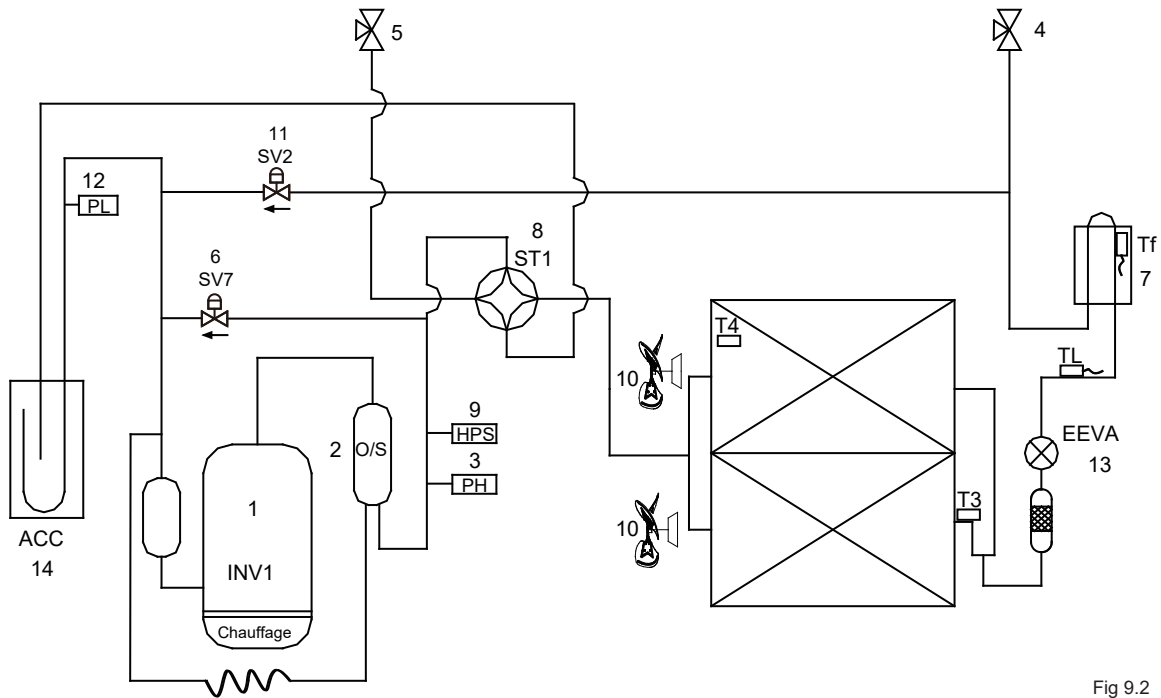 5
4
11
SV2
12
PL
8
ST1
Tf
7
6
SV7
T4
TL
10
9
HPS
EEVA
13
2
O/S
3
PH
1
T3
10
ACC
14
INV1
Chauffage
Fig 9.2